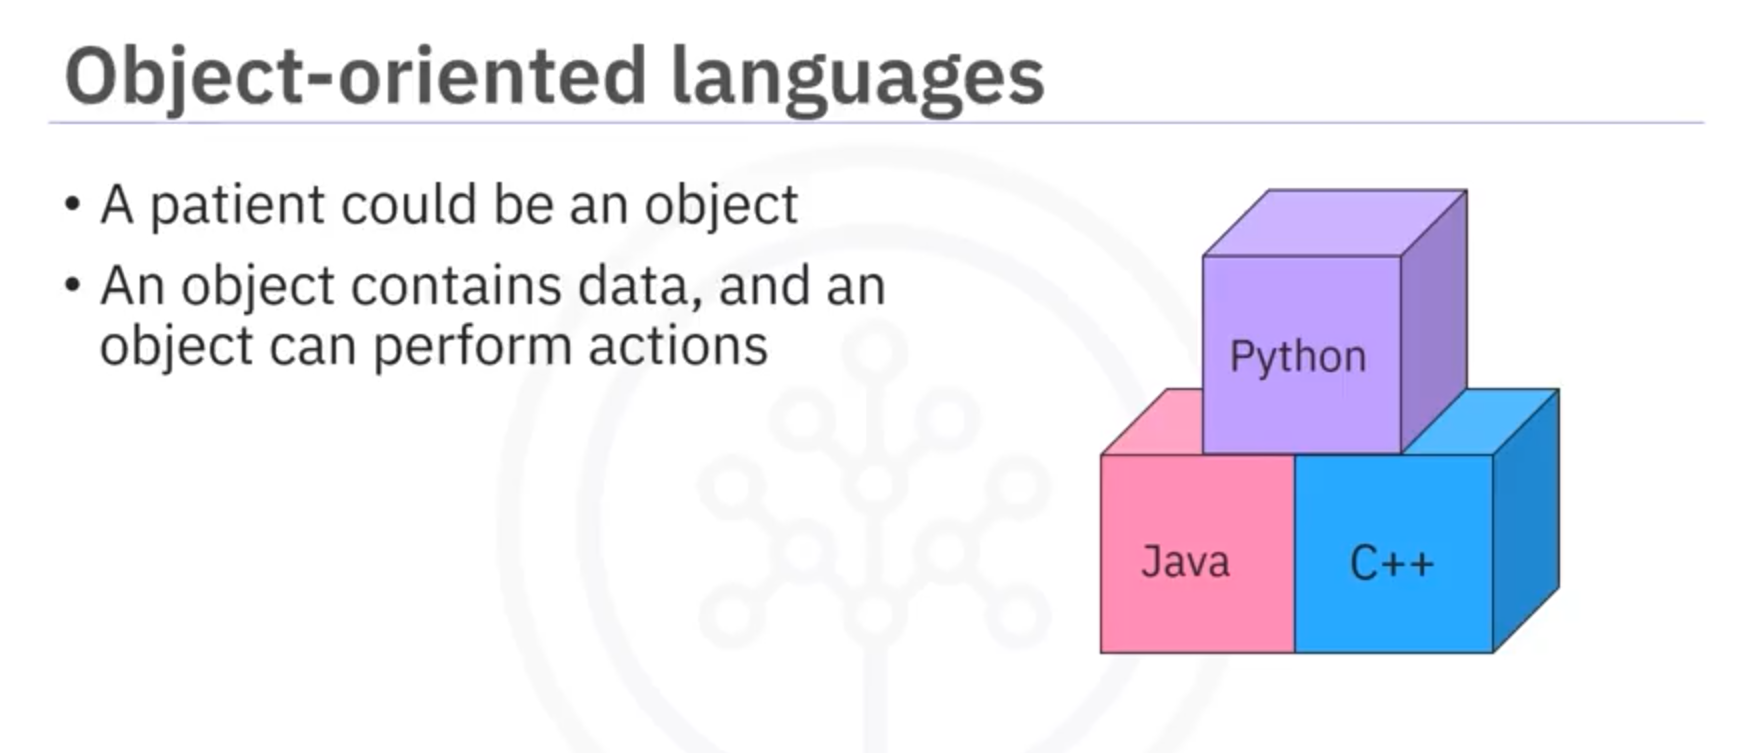 Object-oriented languages
• A patient could be an object
• An object contains data, and an
object can perform actions
Python
Java
C++